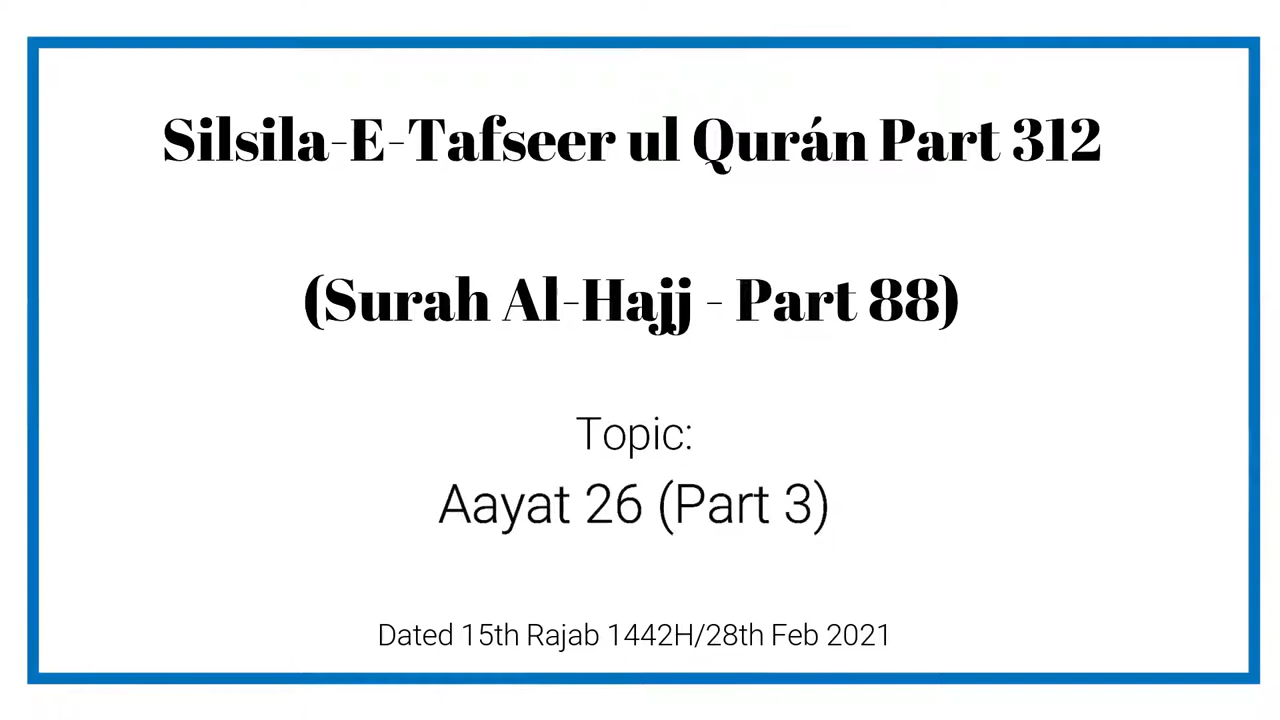 Silsila-E-Tafseer ul Qurán Part 312
(Surah Al-Hajj - Part 88)
Topic:
Aayat 26 (Part 3)
Dated 15th Rajab 1442H/28th Feb 2021